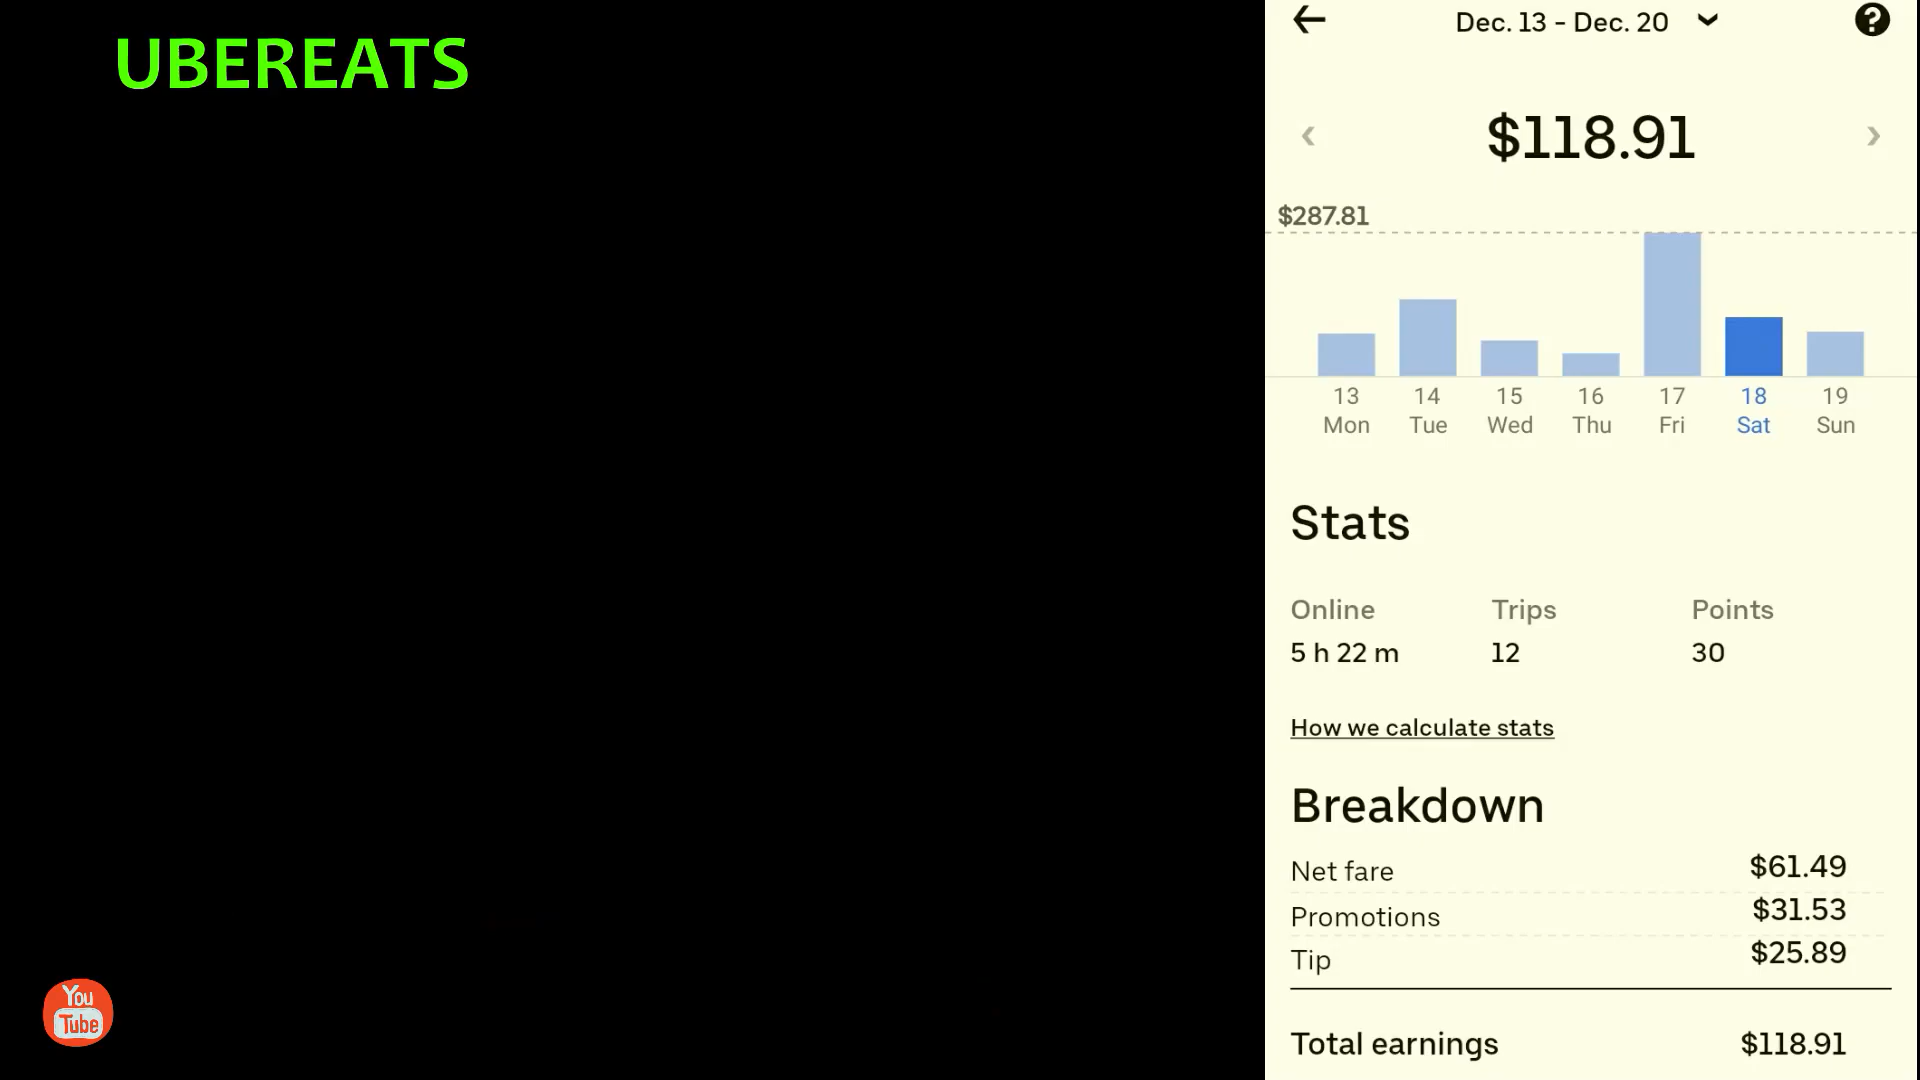 UBEREATS
Dec. 13 - Dec. 20
?
$118.91
$287.81
13 14 15 16 17 18 19
Mon Tue Wed Thu Fri Sat Sun
Stats
Online Trips Points
5 h 22 m 12 30
How we calculate stats
Breakdown
Net fare $61.49
Promotions $31.53
Tip $25.89
Total earnings $118.91
You
Tube